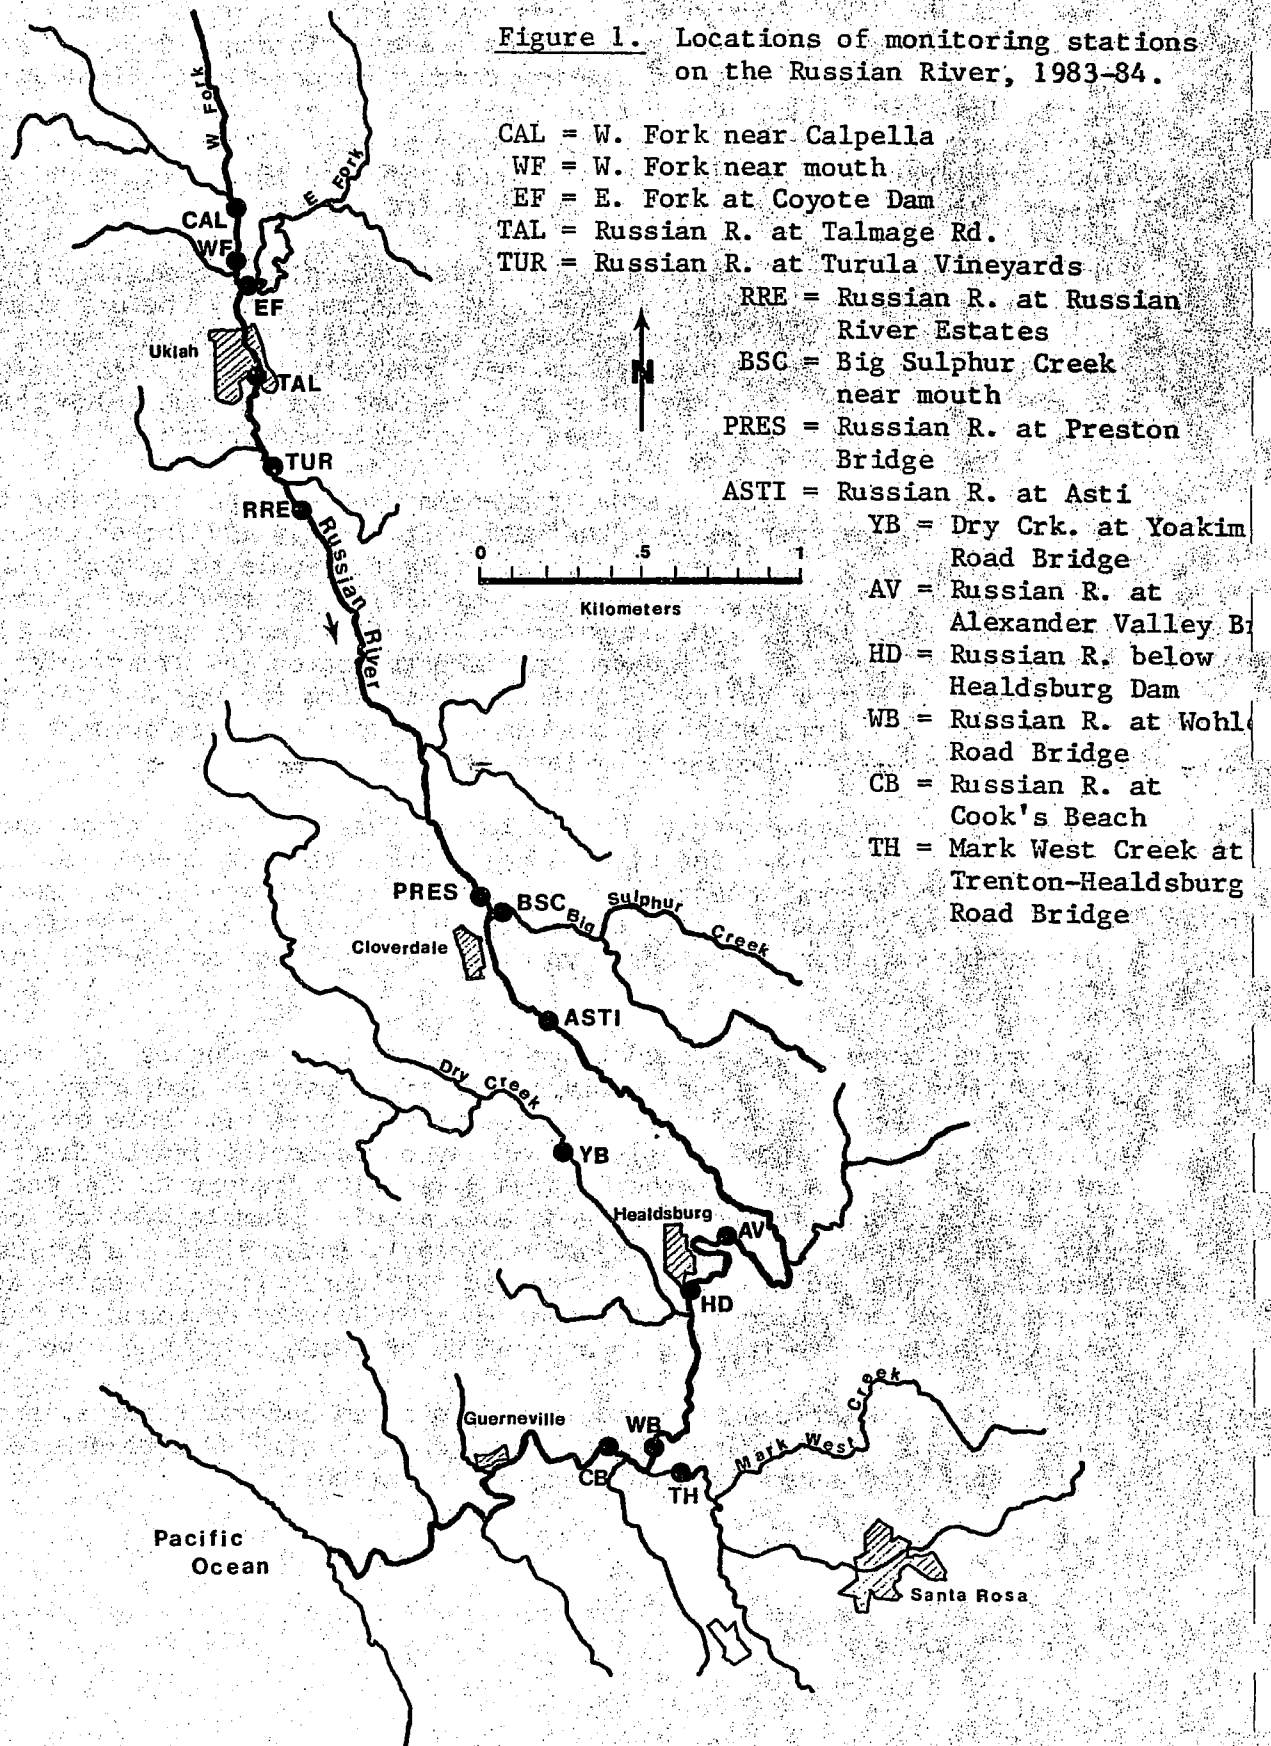 Figure 1. Locations of monitoring stations
on the Russian River, 1983-84.
CAL = W. Fork near Calpella
WF = W. Fork near mouth
EF = E. Fork at Coyote Dam
TAL = Russian R. at Talmage Rd.
TUR = Russian R. at Turula Vineyards
RRE = Russian R. at Russian
River Estates
BSC = Big Sulphur Creek
near mouth
PRES = Russian R. at Preston
Bridge
ASTI = Russian R. at Asti
YB = Dry Crk. at Yoakim
Road Bridge
AV = Russian R. at
Alexander Valley
HD = Russian R. below
Healdsburg Dam
WB = Russian R. at
Road Bridge
CB = Russian R. at
Cook's Beach
TH = Mark West Creek at
Trenton-Healdsburg
Road Bridge
W Fork
E Fork
CAL
WF
EF
Ukiah
TAL
TUR
RRE
Russian River
N
0 .5 1
Kilometers
PRES
BSC
Big Sulphur Creek
Cloverdale
ASTI
Dry Creek
YB
Healdsburg
AV
HD
Guerneville
WB
CB
TH
Mark West Creek
Pacific
Ocean
Santa Rosa